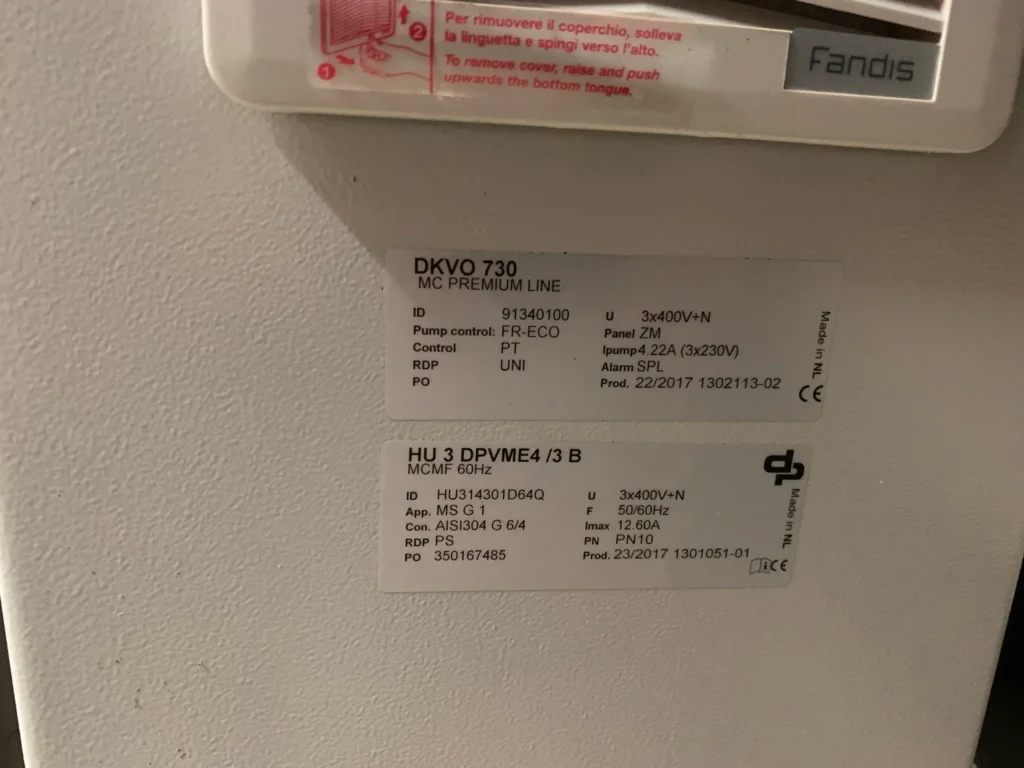 Per rimuovere il coperchio, solleva
la linguetta e spingi verso l'alto.
To remove cover, raise and push
upwards the bottom tongue.
1
2
Fandis
DKVO 730
MC PREMIUM LINE
ID 91340100 U 3x400V+N
Pump control: FR-ECO Panel ZM
Control PT Ipump 4.22A (3x230V)
RDP UNI Alarm SPL
PO Prod. 22/2017 1302113-02
Made in NL
CE
HU 3 DPVME4 /3 B
MCMF 60Hz
dp
ID HU314301D64Q U 3x400V+N
App. MS G 1 F 50/60Hz
Con. AISI304 G 6/4 Imax 12.60A
RDP PS PN PN10
PO 350167485 Prod. 23/2017 1301051-01
Made in NL
i CE